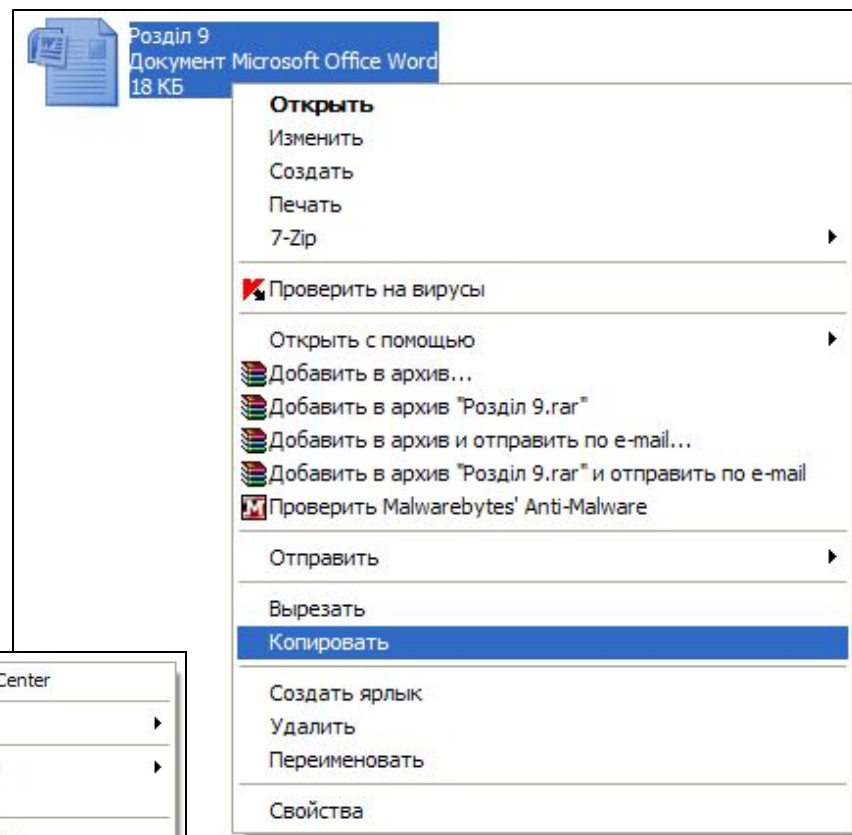 Розділ 9
Документ Microsoft Office Word
18 КБ
Открыть
Изменить
Создать
Печать
7-Zip
Проверить на вирусы
Открыть с помощью
Добавить в архив...
Добавить в архив "Розділ 9.rar"
Добавить в архив и отправить по e-mail...
Добавить в архив "Розділ 9.rar" и отправить по e-mail
Проверить Malwarebytes' Anti-Malware
Отправить
Вырезать
Копировать
Создать ярлык
Удалить
Переименовать
Свойства
Center